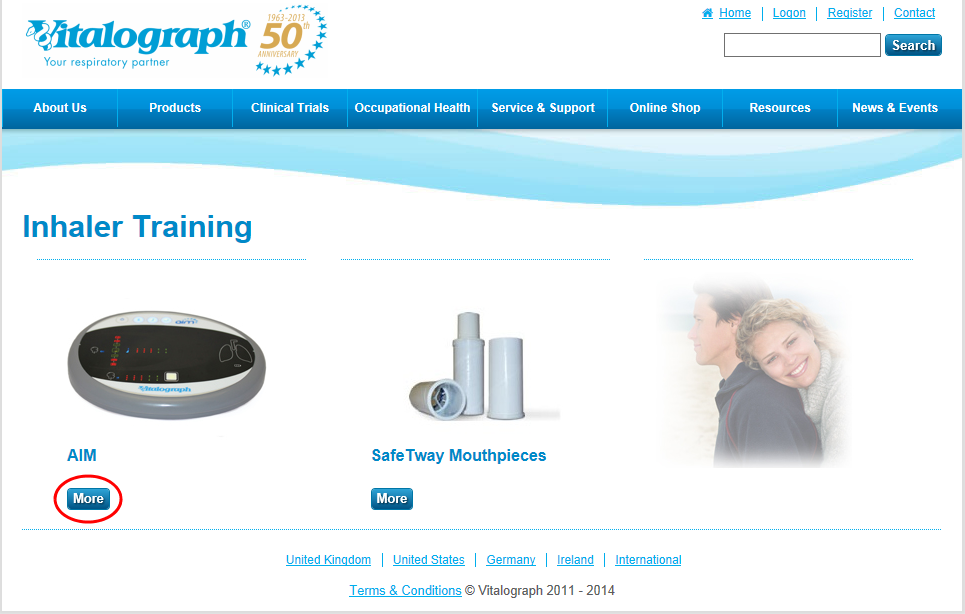 Vitalograph®
Your respiratory partner
1963-2013
50th
ANNIVERSARY
Home | Logon | Register | Contact
Search
About Us
Products
Clinical Trials
Occupational Health
Service & Support
Online Shop
Resources
News & Events
Inhaler Training
AIM
Vitalograph
AIM
SafeTway Mouthpieces
More
More
United Kingdom | United States | Germany | Ireland | International
Terms & Conditions © Vitalograph 2011 - 2014